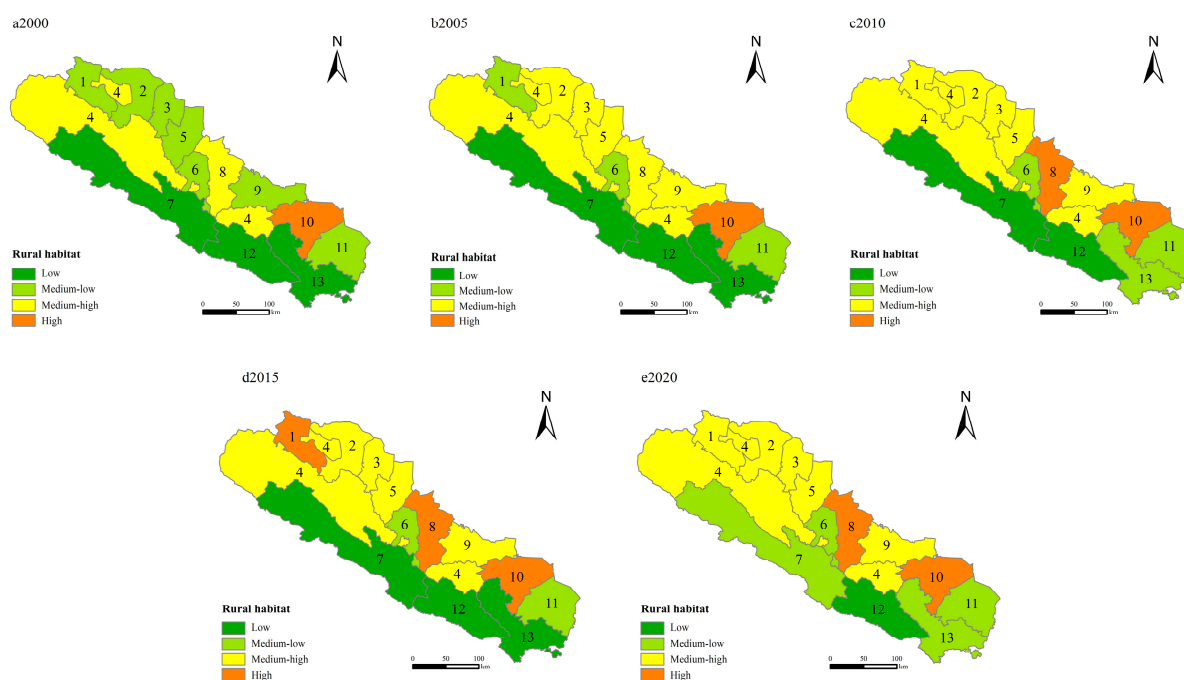 a2000
N
1
4
2
3
4
5
6
8
9
7
4
10
11
12
13
Rural habitat
Low
Medium-low
Medium-high
High
0 50 100
km
b2005
N
1
4
2
3
4
5
6
8
9
7
4
10
11
12
13
Rural habitat
Low
Medium-low
Medium-high
High
0 50 100
km
c2010
N
1
4
2
3
4
5
6
8
9
7
4
10
11
12
13
Rural habitat
Low
Medium-low
Medium-high
High
0 50 100
km
d2015
N
1
4
2
3
4
5
6
8
9
7
4
10
11
12
13
Rural habitat
Low
Medium-low
Medium-high
High
0 50 100
km
e2020
N
1
4
2
3
4
5
6
8
9
7
4
10
11
12
13
Rural habitat
Low
Medium-low
Medium-high
High
0 50 100
km